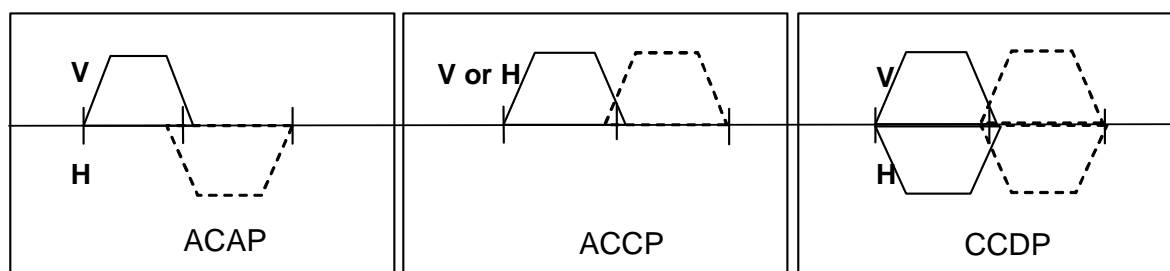 V
H
ACAP
V or H
ACCP
V
H
CCDP